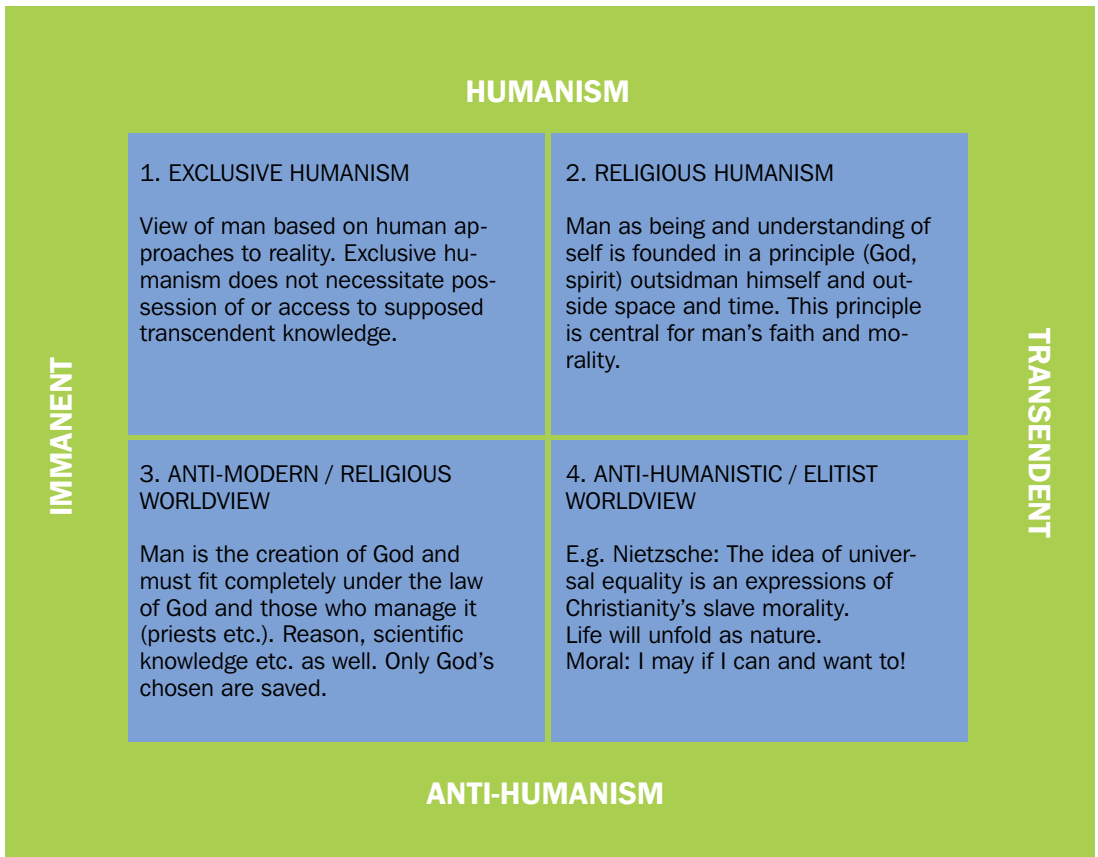 HUMANISM
1. EXCLUSIVE HUMANISM
View of man based on human ap-
proaches to reality. Exclusive hu-
manism does not necessitate pos-
session of or access to supposed
transcendent knowledge.
2. RELIGIOUS HUMANISM
Man as being and understanding of
self is founded in a principle (God,
spirit) outsidman himself and out-
side space and time. This principle
is central for man’s faith and mo-
rality.
IMMANENT
TRANSENDENT
3. ANTI-MODERN / RELIGIOUS
WORLDVIEW
Man is the creation of God and
must fit completely under the law
of God and those who manage it
(priests etc.). Reason, scientific
knowledge etc. as well. Only God’s
chosen are saved.
4. ANTI-HUMANISTIC / ELITIST
WORLDVIEW
E.g. Nietzsche: The idea of univer-
sal equality is an expressions of
Christianity’s slave morality.
Life will unfold as nature.
Moral: I may if I can and want to!
ANTI-HUMANISM